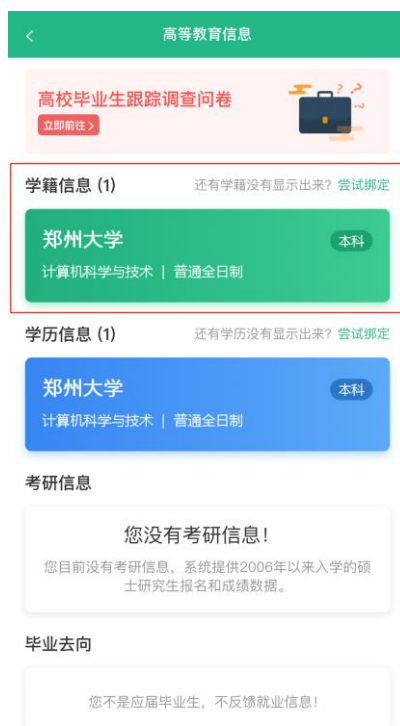 高等教育信息
高校毕业生跟踪调查问卷
立即前往 >
学籍信息 (1) 还有学籍没有显示出来? 尝试绑定
郑州大学 本科
计算机科学与技术 | 普通全日制
学历信息 (1) 还有学历没有显示出来? 尝试绑定
郑州大学 本科
计算机科学与技术 | 普通全日制
考研信息
您没有考研信息!
您目前没有考研信息，系统提供2006年以来入学的硕
士研究生报名和成绩数据。
毕业去向
您不是应届毕业生，不反馈就业信息!